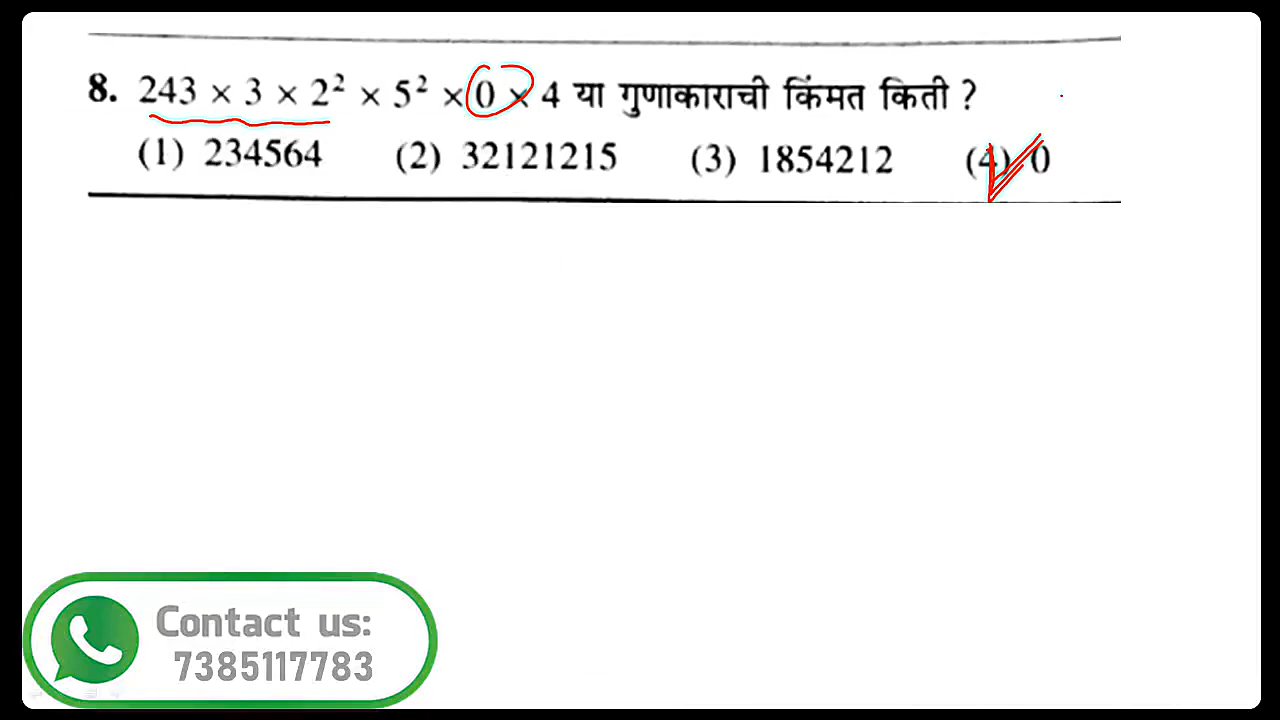 8. 243 × 3 × 2² × 5² × 0 × 4 या गुणाकाराची किंमत किती ?
(1) 234564 (2) 32121215 (3) 1854212 (4) 0
Contact us:
7385117783